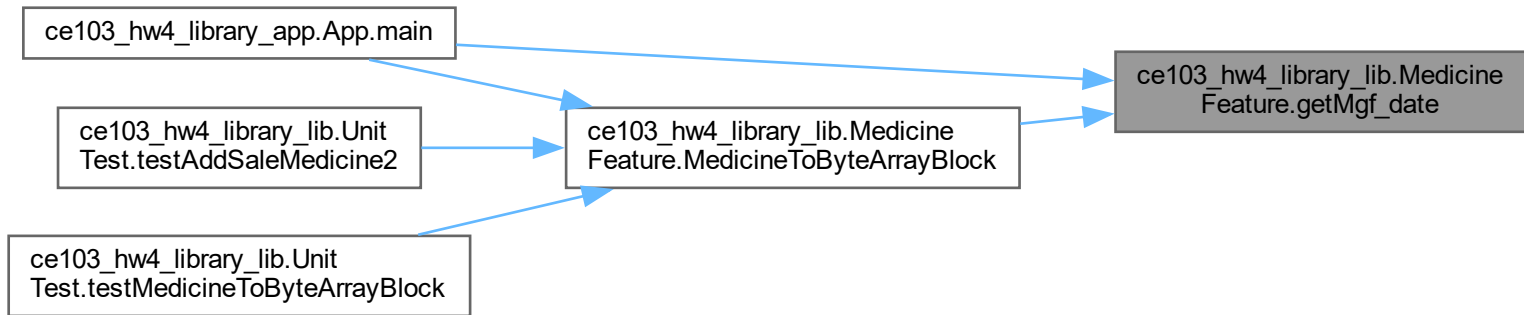 ce103_hw4_library_app.App.main
ce103_hw4_library_lib.Medicine
Feature.getMgf_date
ce103_hw4_library_lib.Unit
Test.testAddSaleMedicine2
ce103_hw4_library_lib.Medicine
Feature.MedicineToByteArrayBlock
ce103_hw4_library_lib.Unit
Test.testMedicineToByteArrayBlock